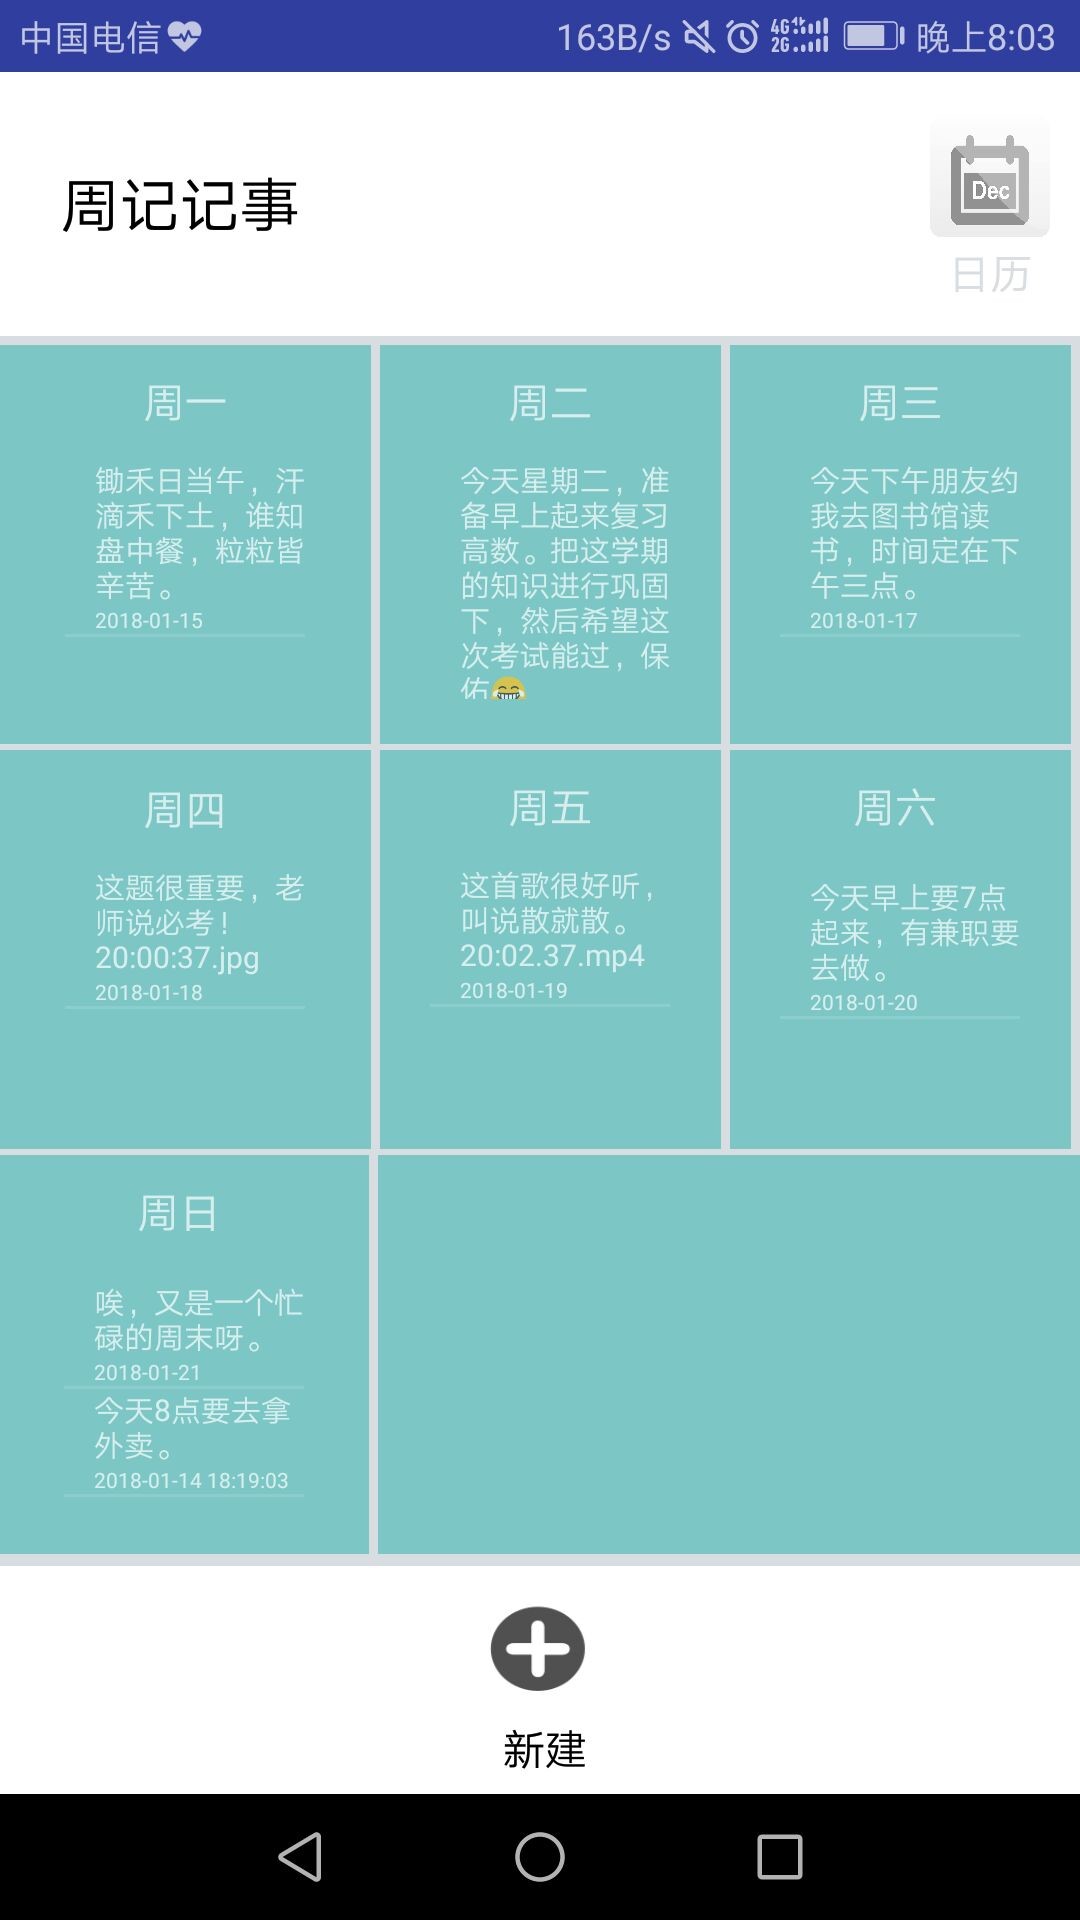 中国电信 163B/s 4G 2G 晚上8:03
周记记事
Dec
日历
周一
锄禾日当午，汗
滴禾下土，谁知
盘中餐，粒粒皆
辛苦。
2018-01-15
周二
今天星期二，准
备早上起来复习
高数。把这学期
的知识进行巩固
下，然后希望这
次考试能过，保
佑😂
周三
今天下午朋友约
我去图书馆读
书，时间定在下
午三点。
2018-01-17
周四
这题很重要，老
师说必考！
20:00:37.jpg
2018-01-18
周五
这首歌很好听，
叫说散就散。
20:02.37.mp4
2018-01-19
周六
今天早上要7点
起来，有兼职要
去做。
2018-01-20
周日
唉，又是一个忙
碌的周末呀。
2018-01-21
今天8点要去拿
外卖。
2018-01-14 18:19:03
新建